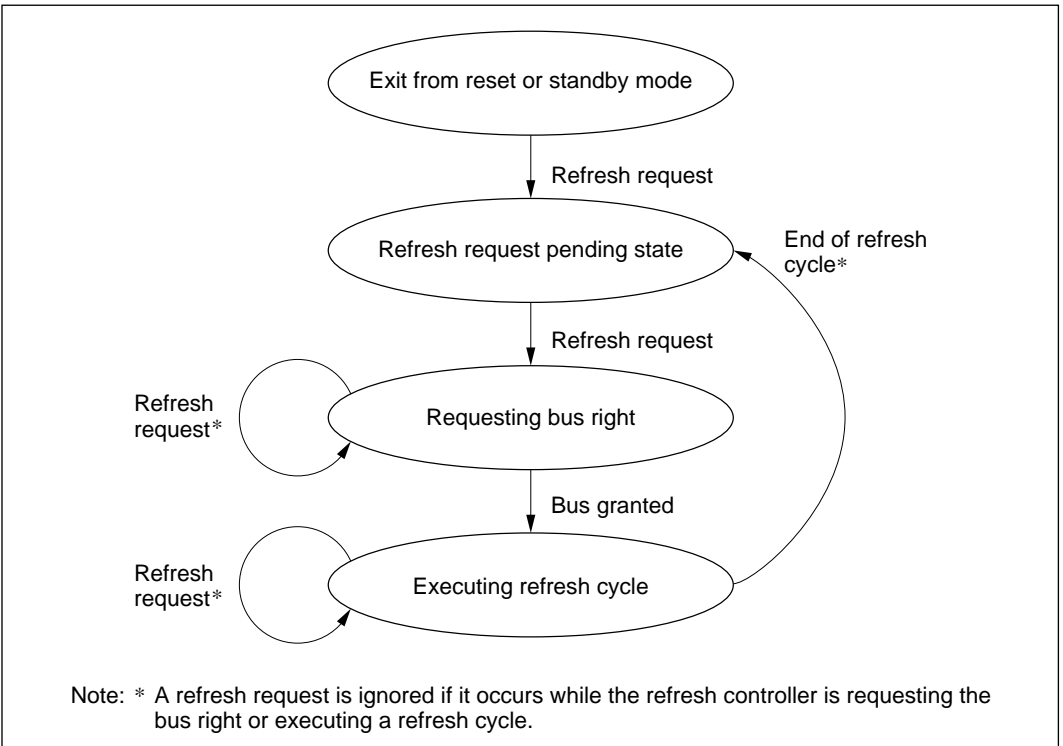 Exit from reset or standby mode
Refresh request
Refresh request pending state
End of refresh
cycle*
Refresh request
Refresh
request*
Requesting bus right
Bus granted
Refresh
request*
Executing refresh cycle
Note: * A refresh request is ignored if it occurs while the refresh controller is requesting the
bus right or executing a refresh cycle.